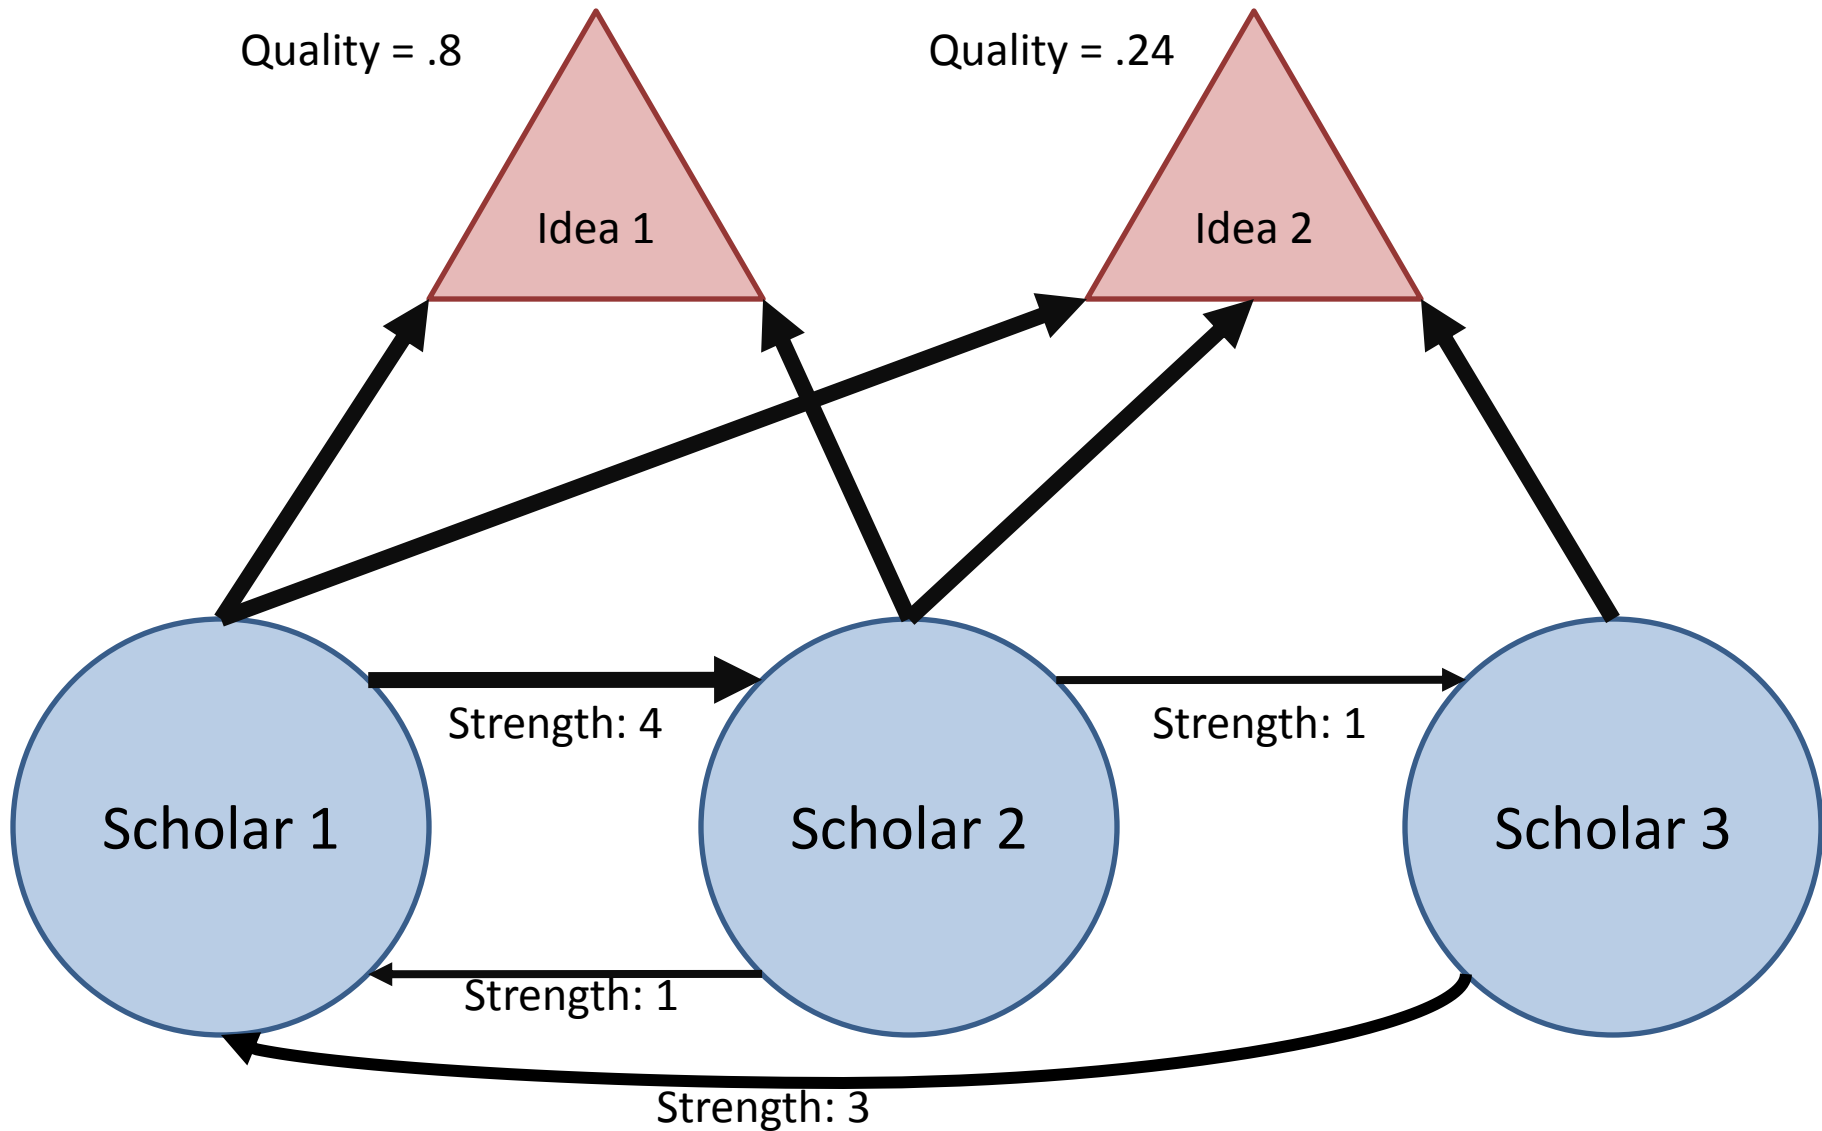 Quality = .8
Quality = .24
Idea 1
Idea 2
Strength: 4
Strength: 1
Scholar 1
Scholar 2
Scholar 3
Strength: 1
Strength: 3